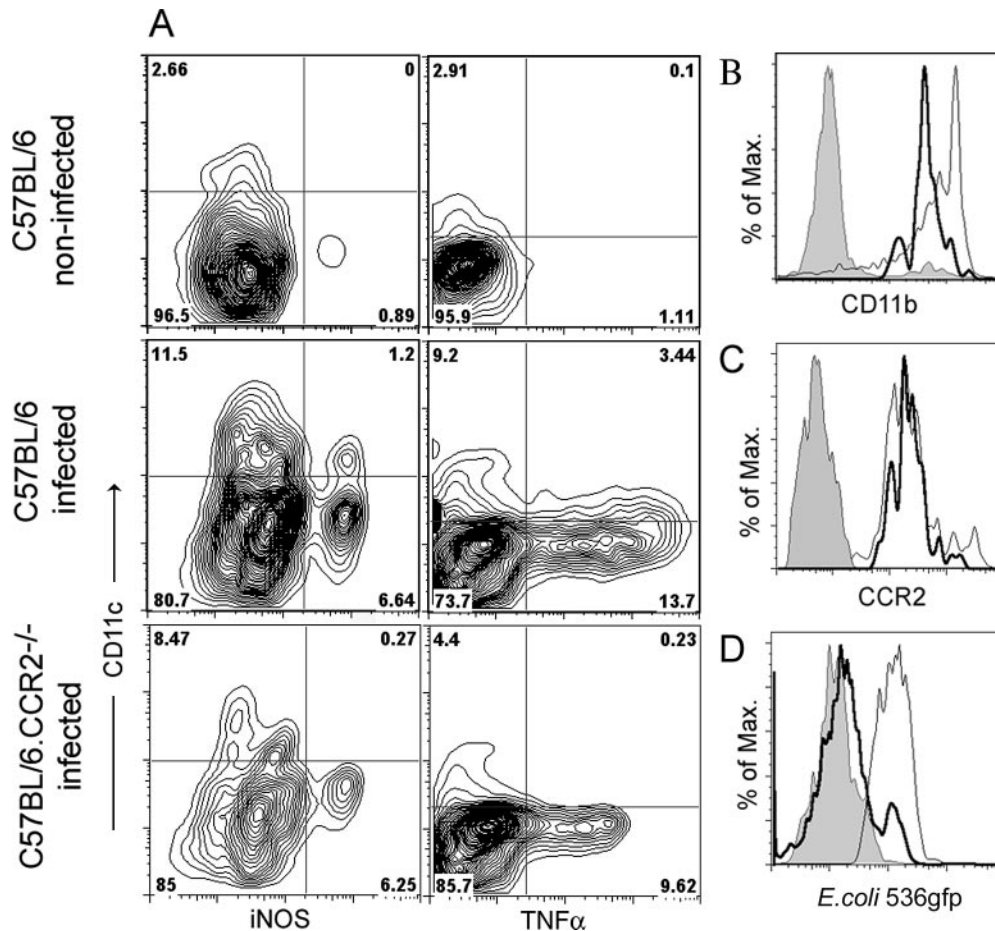 A
C57BL/6
non-infected
2.66 0
96.5 0.89
2.91 0.1
95.9 1.11
B
% of Max.
CD11b
C57BL/6
infected
11.5 1.2
80.7 6.64
9.2 3.44
73.7 13.7
C
% of Max.
CCR2
C57BL/6.CCR2-/-
infected
8.47 0.27
85 6.25
4.4 0.23
85.7 9.62
D
% of Max.
E.coli 536gfp
CD11c
iNOS
TNFα